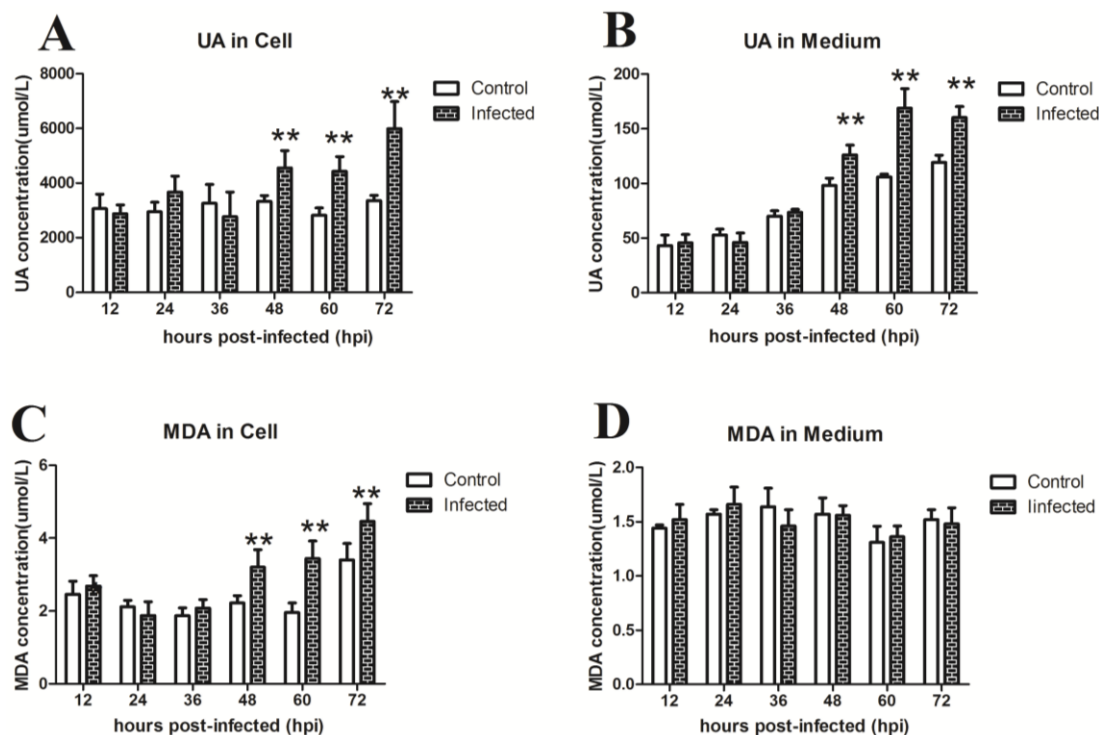 A
UA in Cell
UA concentration(umol/L)
8000
6000
4000
2000
0
** ** **
12 24 36 48 60 72
hours post-infected (hpi)
Control
Infected
B
UA in Medium
UA concentration(umol/L)
200
150
100
50
0
** ** **
12 24 36 48 60 72
hours post-infected (hpi)
Control
Infected
C
MDA in Cell
MDA concentration(umol/L)
6
4
2
0
** ** **
12 24 36 48 60 72
hours post-infected (hpi)
Control
Infected
D
MDA in Medium
MDA concentration(umol/L)
2.0
1.5
1.0
0.5
0.0
12 24 36 48 60 72
hours post-infected (hpi)
Control
Iinfected